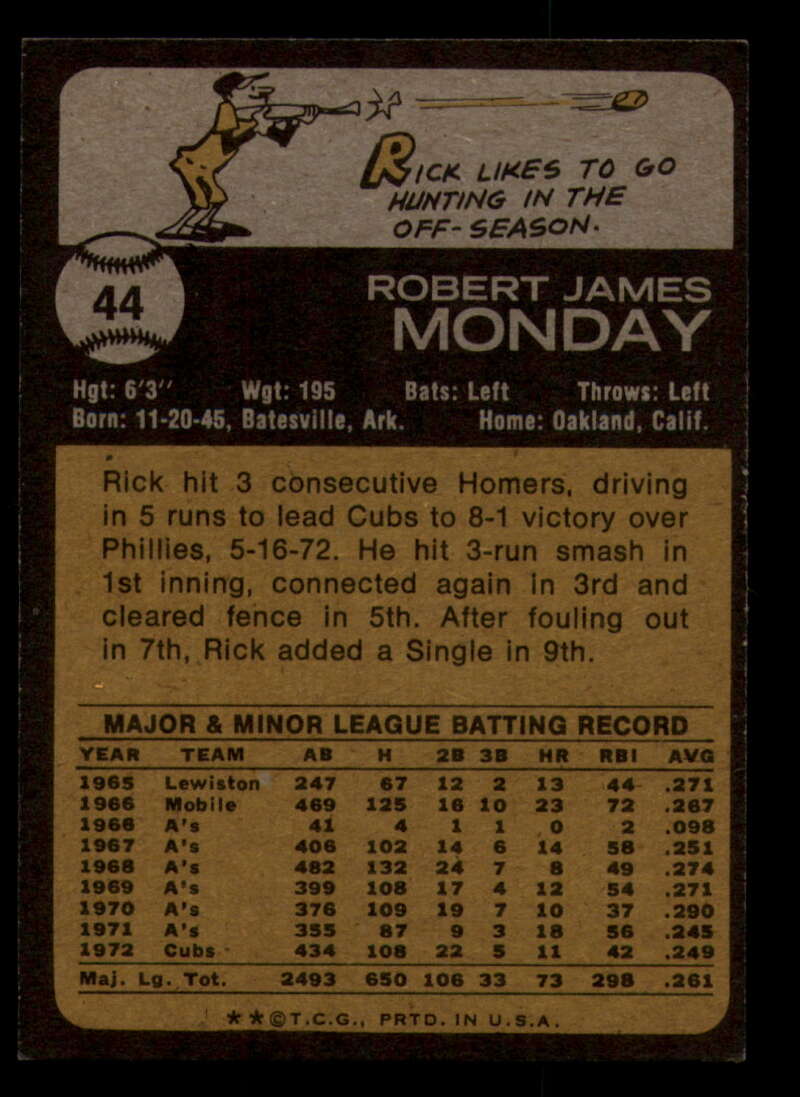 RICK LIKES TO GO
HUNTING IN THE
OFF-SEASON.
44
ROBERT JAMES
MONDAY
Hgt: 6'3" Wgt: 195 Bats: Left Throws: Left
Born: 11-20-45, Batesville, Ark. Home: Oakland, Calif.
Rick hit 3 consecutive Homers, driving
in 5 runs to lead Cubs to 8-1 victory over
Phillies, 5-16-72. He hit 3-run smash in
1st inning, connected again in 3rd and
cleared fence in 5th. After fouling out
in 7th, Rick added a Single in 9th.
MAJOR & MINOR LEAGUE BATTING RECORD
YEAR TEAM AB H 2B 3B HR RBI AVG
1965 Lewiston 247 67 12 2 13 44 .271
1966 Mobile 469 125 16 10 23 72 .267
1966 A's 41 4 1 1 0 2 .098
1967 A's 406 102 14 6 14 58 .251
1968 A's 482 132 24 7 8 49 .274
1969 A's 399 108 17 4 12 54 .271
1970 A's 376 109 19 7 10 37 .290
1971 A's 355 87 9 3 18 56 .245
1972 Cubs 434 108 22 5 11 42 .249
Maj. Lg. Tot. 2493 650 106 33 73 298 .261
**©T.C.G., PRTD. IN U.S.A.